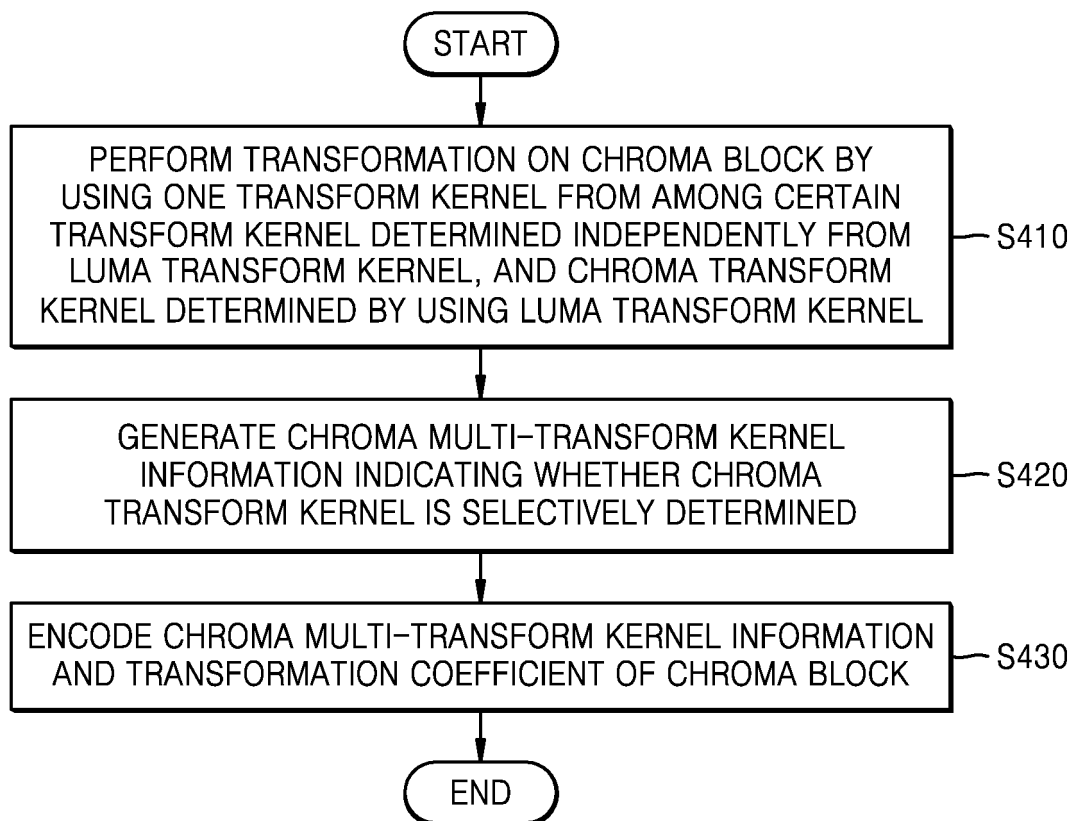 START
PERFORM TRANSFORMATION ON CHROMA BLOCK BY
USING ONE TRANSFORM KERNEL FROM AMONG CERTAIN
TRANSFORM KERNEL DETERMINED INDEPENDENTLY FROM
LUMA TRANSFORM KERNEL, AND CHROMA TRANSFORM
KERNEL DETERMINED BY USING LUMA TRANSFORM KERNEL
S410
GENERATE CHROMA MULTI-TRANSFORM KERNEL
INFORMATION INDICATING WHETHER CHROMA
TRANSFORM KERNEL IS SELECTIVELY DETERMINED
S420
ENCODE CHROMA MULTI-TRANSFORM KERNEL INFORMATION
AND TRANSFORMATION COEFFICIENT OF CHROMA BLOCK
S430
END